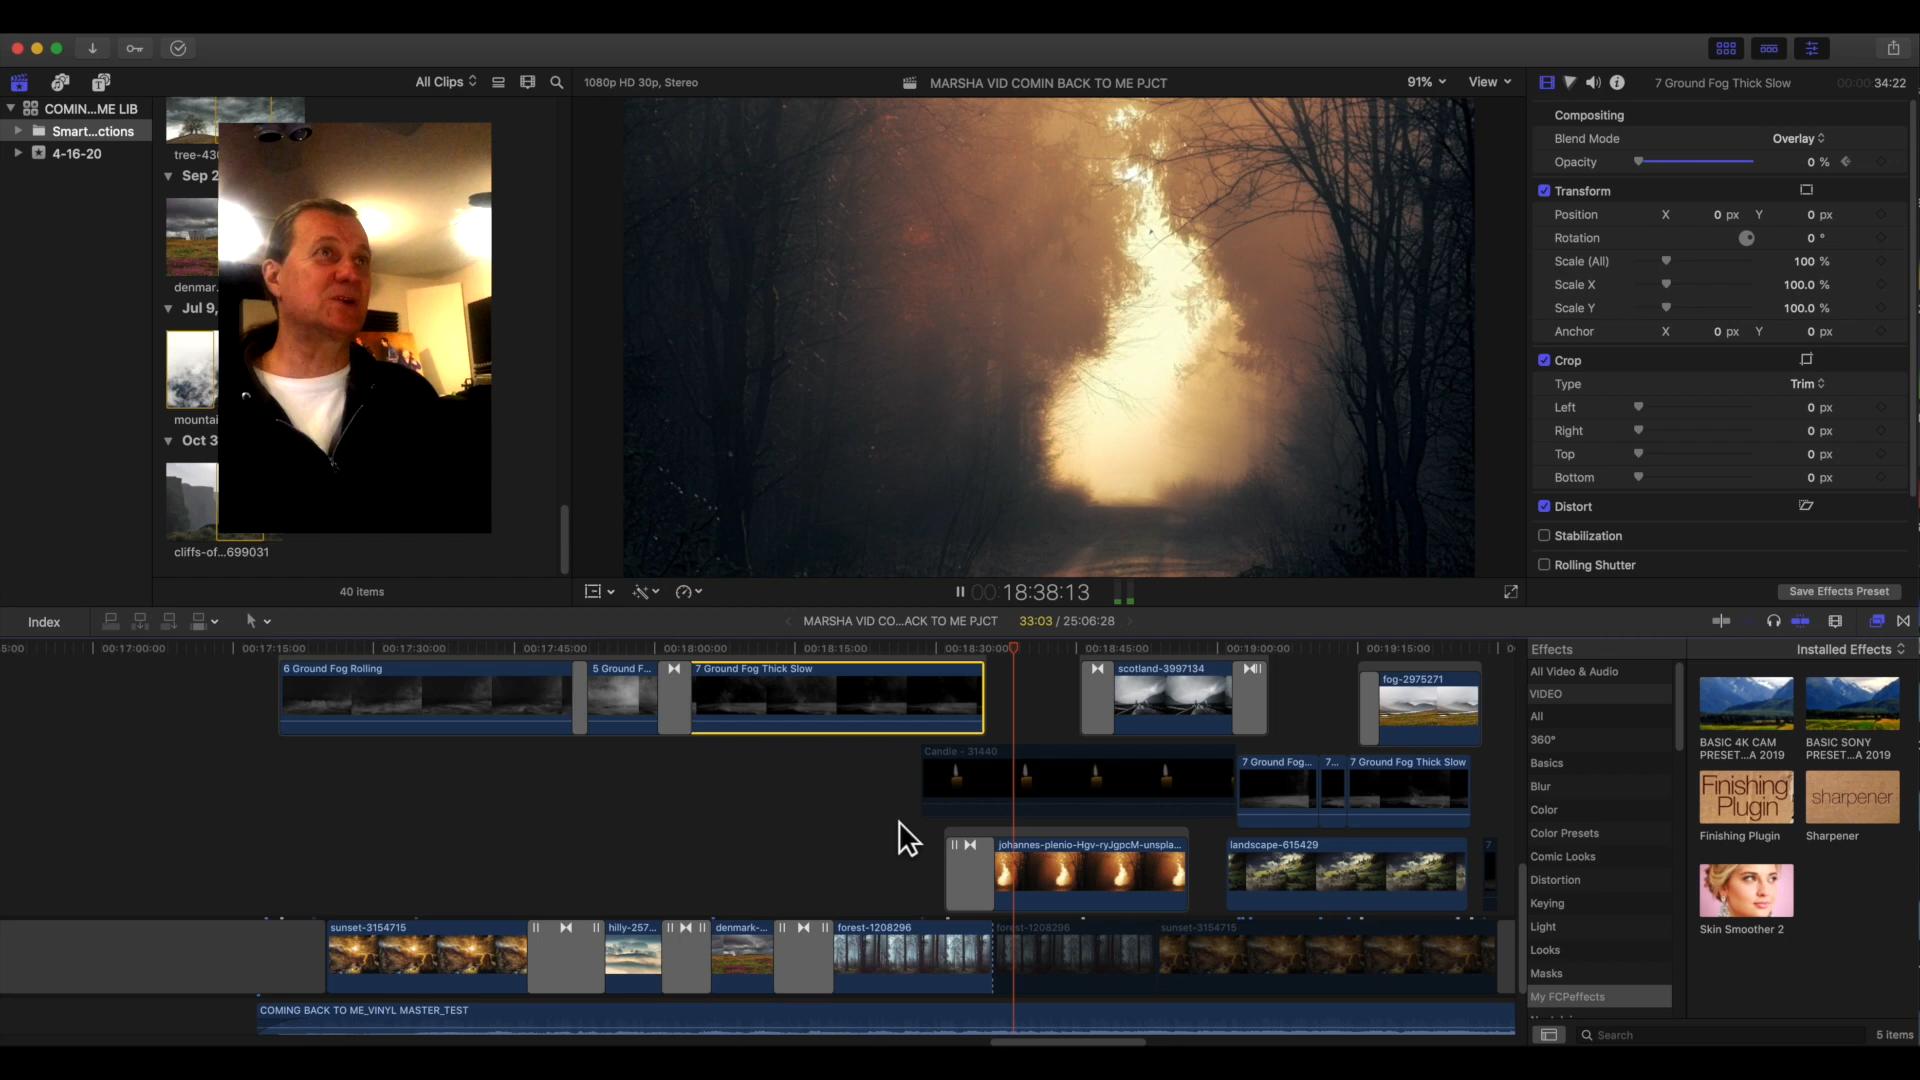 All Clips
1080p HD 30p, Stereo
MARSHA VID COMIN BACK TO ME PJCT
91%
View
7 Ground Fog Thick Slow
00:00:34:22
COMIN...ME LIB
Smart...ctions
4-16-20
tree-43
Sep 2
denmar.
Jul 9,
mountai
Oct 3
cliffs-of...699031
40 items
Compositing
Blend Mode
Overlay
Opacity
0 %
Transform
Position X 0 px Y 0 px
Rotation 0 °
Scale (All) 100 %
Scale X 100.0 %
Scale Y 100.0 %
Anchor X 0 px Y 0 px
Crop
Type Trim
Left 0 px
Right 0 px
Top 0 px
Bottom 0 px
Distort
Stabilization
Rolling Shutter
Save Effects Preset
00:18:38:13
Index
MARSHA VID CO...ACK TO ME PJCT
33:03 / 25:06:28
5:00 00:17:00:00 00:17:15:00 00:17:30:00 00:17:45:00 00:18:00:00 00:18:15:00 00:18:30:00 00:18:45:00 00:19:00:00 00:19:15:00
6 Ground Fog Rolling
5 Ground F...
7 Ground Fog Thick Slow
scotland-3997134
fog-2975271
Candle - 31440
7 Ground Fog...
7...
7 Ground Fog Thick Slow
johannes-plenio-Hgv-ryJgpcM-unspla...
landscape-615429
7
sunset-3154715
hilly-257...
denmark-...
forest-1208296
forest-1208296
sunset-3154715
COMING BACK TO ME_VINYL MASTER_TEST
Effects
Installed Effects
All Video & Audio
VIDEO
All
360°
Basics
Blur
Color
Color Presets
Comic Looks
Distortion
Keying
Light
Looks
Masks
My FCPeffects
BASIC 4K CAM
PRESET...A 2019
BASIC SONY
PRESET...A 2019
Finishing
Plugin
Finishing Plugin
sharpener
Sharpener
Skin Smoother 2
Search
5 items